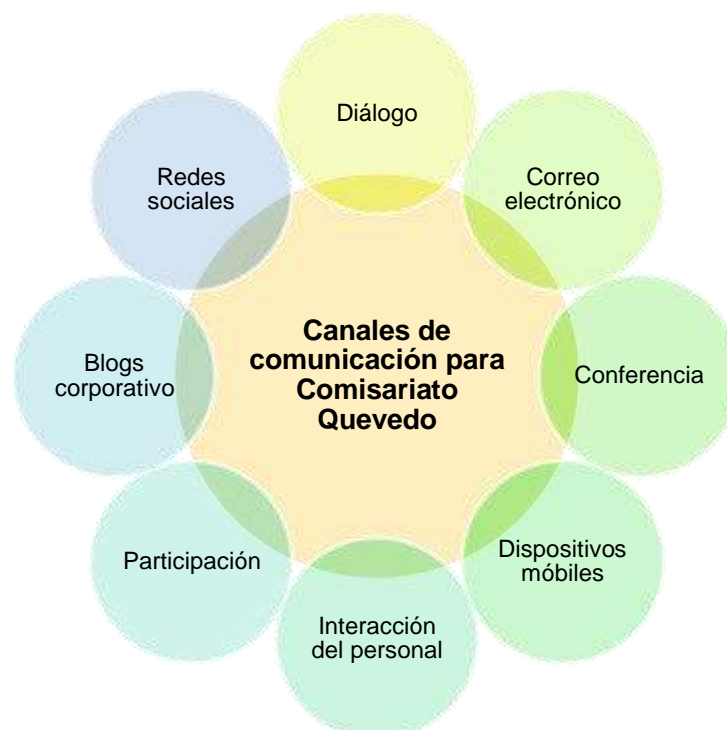 Diálogo
Correo
electrónico
Conferencia
Dispositivos
móbiles
Interacción
del personal
Participación
Blogs
corporativo
Redes
sociales
Canales de
comunicación para
Comisariato
Quevedo